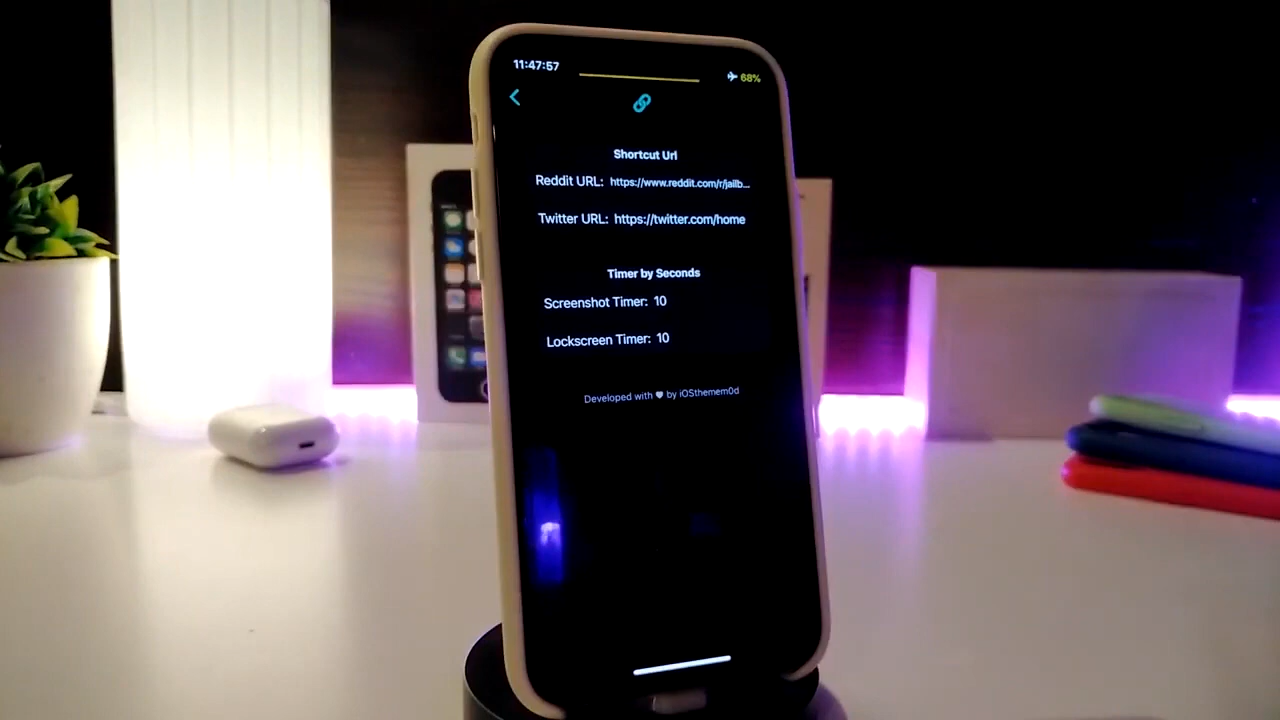 11:47:57
68%
Shortcut Url
Reddit URL: https://www.reddit.com/r/jailb...
Twitter URL: https://twitter.com/home
Timer by Seconds
Screenshot Timer: 10
Lockscreen Timer: 10
Developed with ♥ by iOSthemem0d